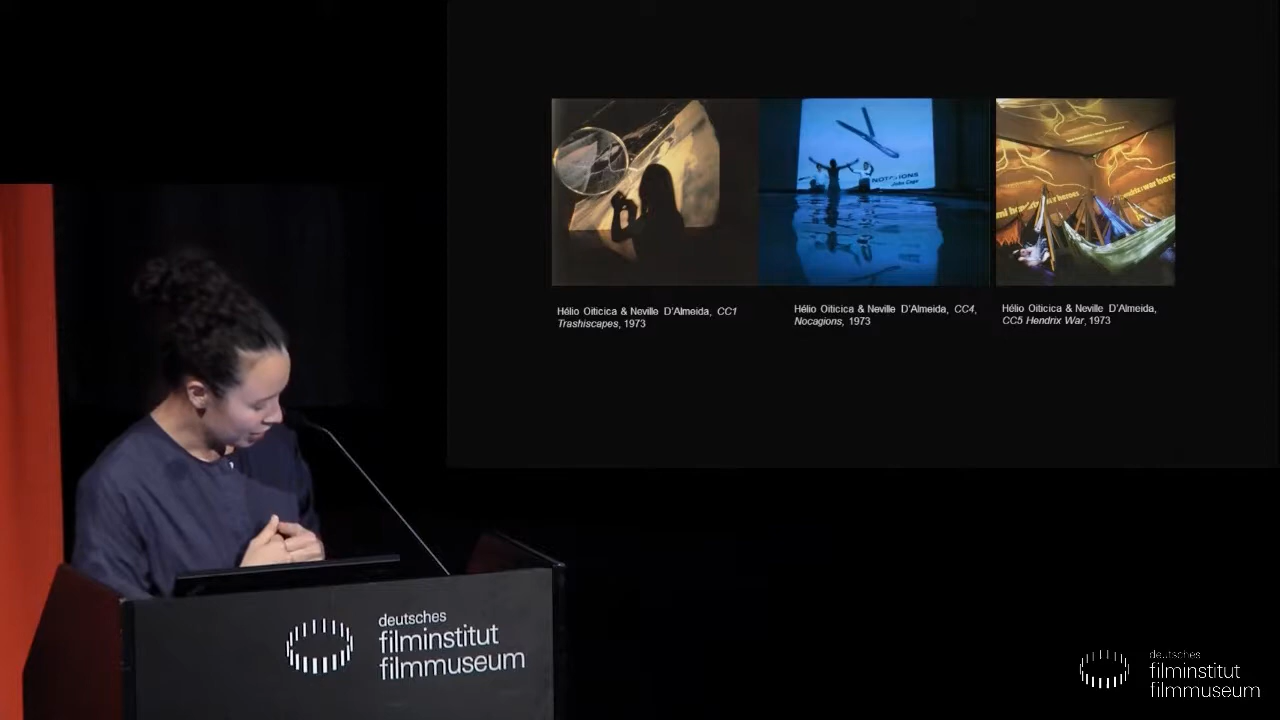 NOTATIONS
John Cage
Hélio Oiticica & Neville D'Almeida, CC1
Trashiscapes, 1973
Hélio Oiticica & Neville D'Almeida, CC4,
Nocagions, 1973
Hélio Oiticica & Neville D'Almeida,
CC5 Hendrix War, 1973
deutsches
filminstitut
filmmuseum
deutsches
filminstitut
filmmuseum